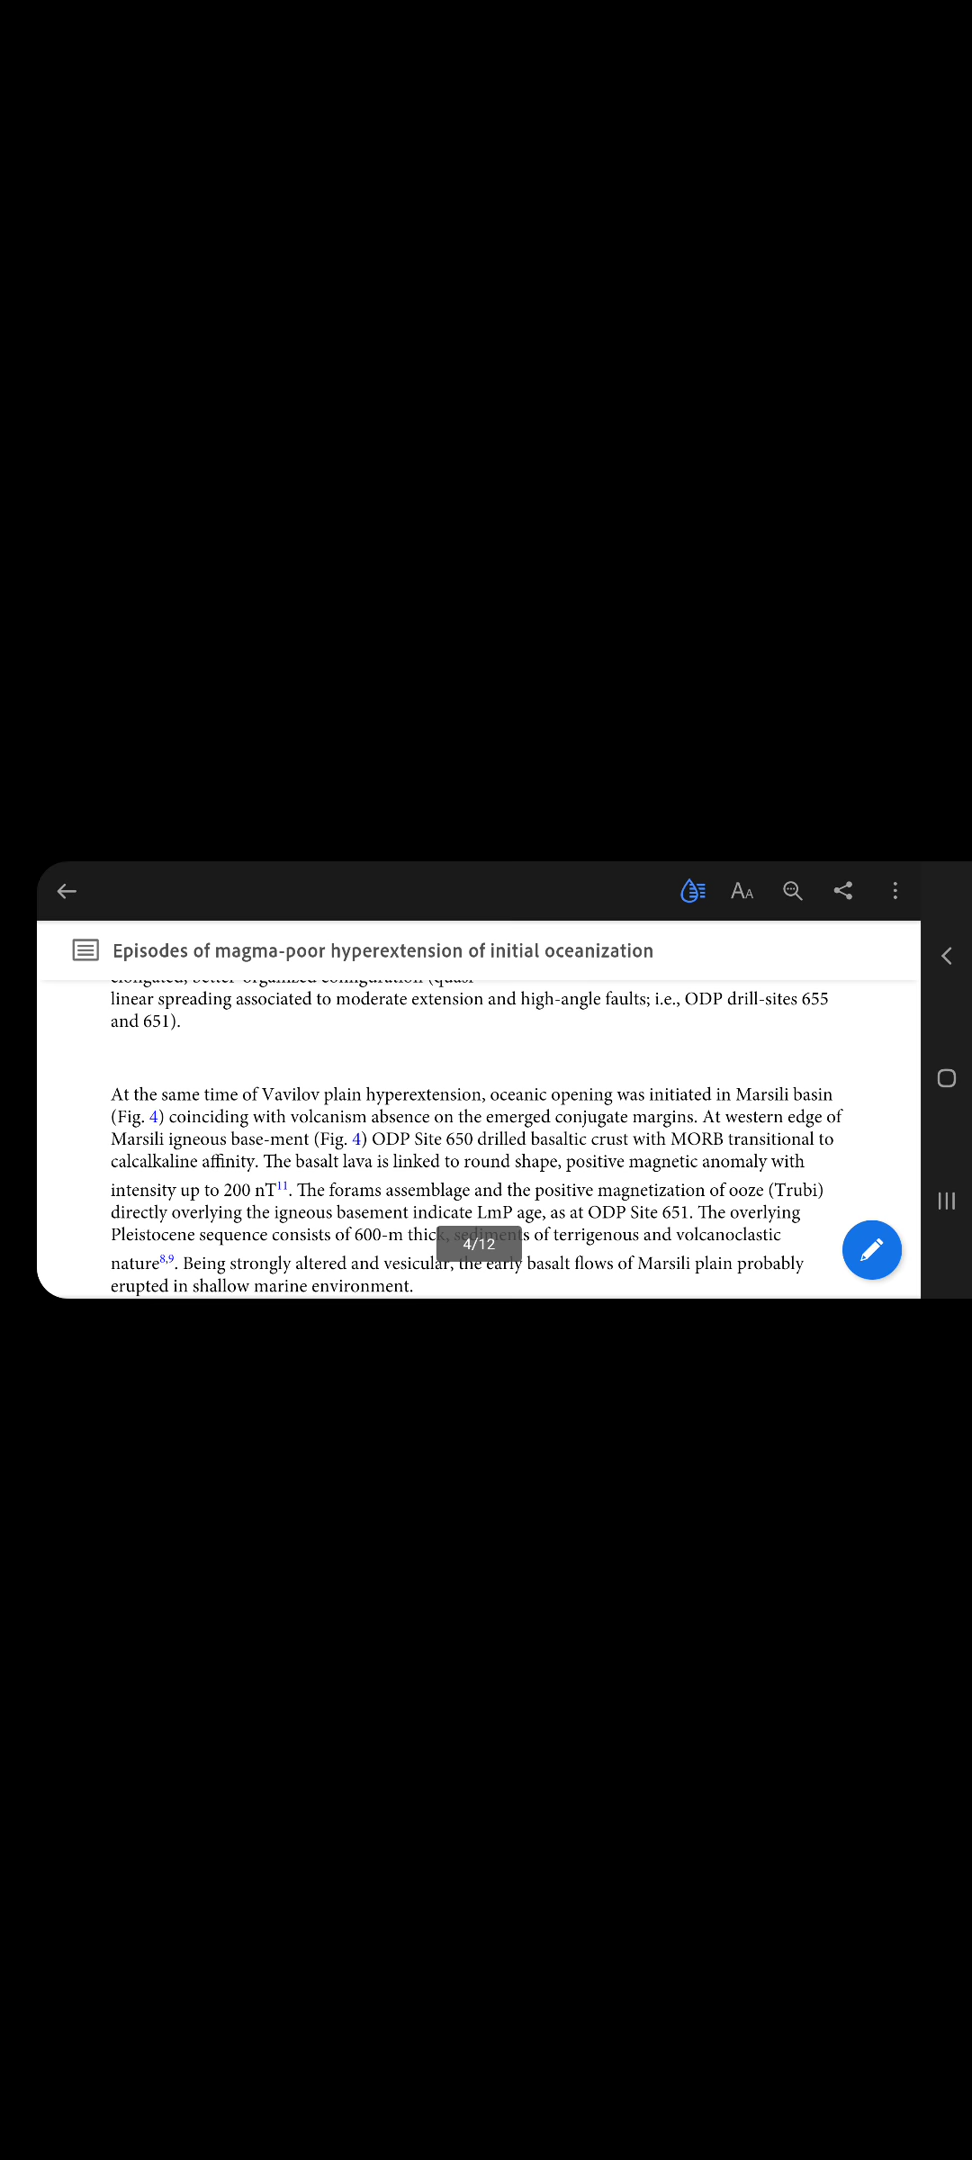 AA
Episodes of magma-poor hyperextension of initial oceanization
elongated, better-organized configuration (quasi
linear spreading associated to moderate extension and high-angle faults; i.e., ODP drill-sites 655
and 651).
At the same time of Vavilov plain hyperextension, oceanic opening was initiated in Marsili basin
(Fig. 4) coinciding with volcanism absence on the emerged conjugate margins. At western edge of
Marsili igneous base-ment (Fig. 4) ODP Site 650 drilled basaltic crust with MORB transitional to
calcalkaline affinity. The basalt lava is linked to round shape, positive magnetic anomaly with
intensity up to 200 nT11. The forams assemblage and the positive magnetization of ooze (Trubi)
directly overlying the igneous basement indicate LmP age, as at ODP Site 651. The overlying
Pleistocene sequence consists of 600-m thick, sediments of terrigenous and volcanoclastic
4/12
nature8,9. Being strongly altered and vesicular, the early basalt flows of Marsili plain probably
erupted in shallow marine environment.